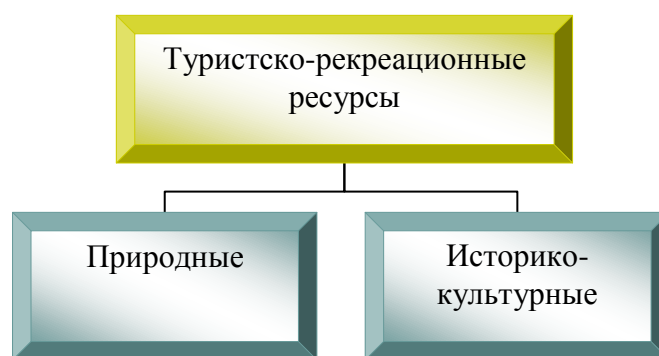 Туристско-рекреационные
ресурсы
Природные
Историко-
культурные